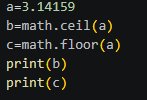 a=3.14159
b=math.ceil(a)
c=math.floor(a)
print(b)
print(c)